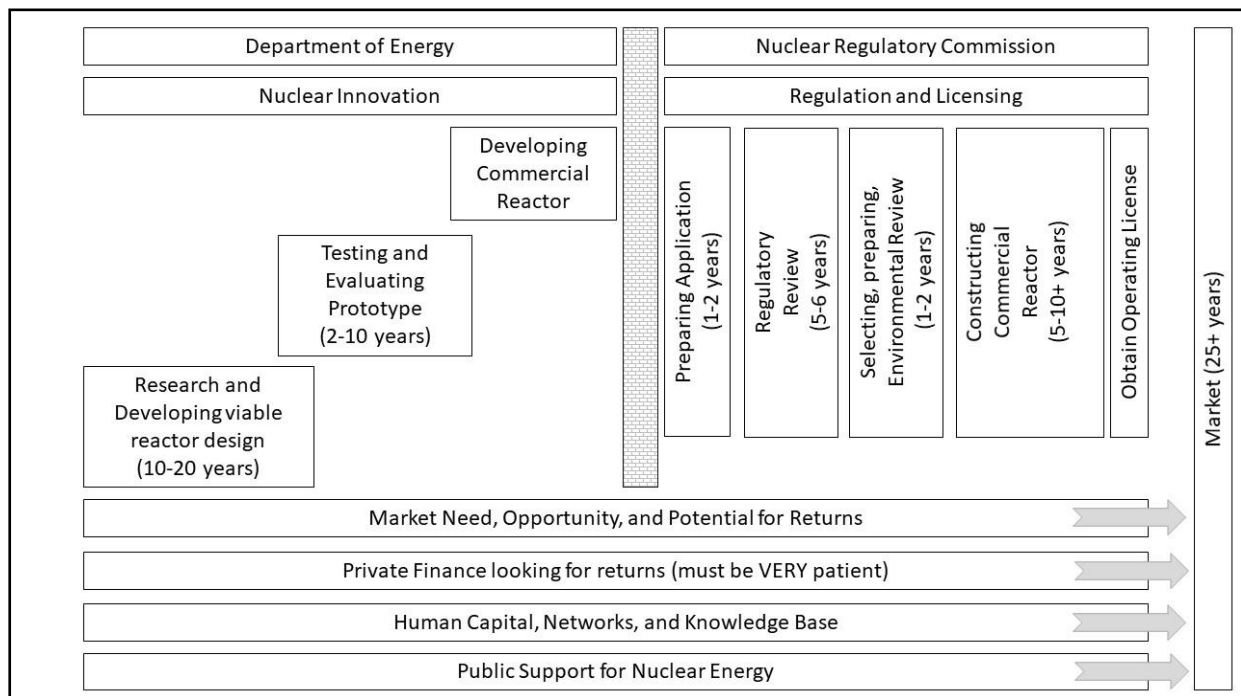 Department of Energy
Nuclear Regulatory Commission
Nuclear Innovation
Regulation and Licensing
Developing
Commercial
Reactor
Testing and
Evaluating
Prototype
(2-10 years)
Research and
Developing viable
reactor design
(10-20 years)
Preparing Application
(1-2 years)
Regulatory
Review
(5-6 years)
Selecting, preparing,
Environmental Review
(1-2 years)
Constructing
Commercial
Reactor
(5-10+ years)
Obtain Operating License
Market (25+ years)
Market Need, Opportunity, and Potential for Returns
Private Finance looking for returns (must be VERY patient)
Human Capital, Networks, and Knowledge Base
Public Support for Nuclear Energy